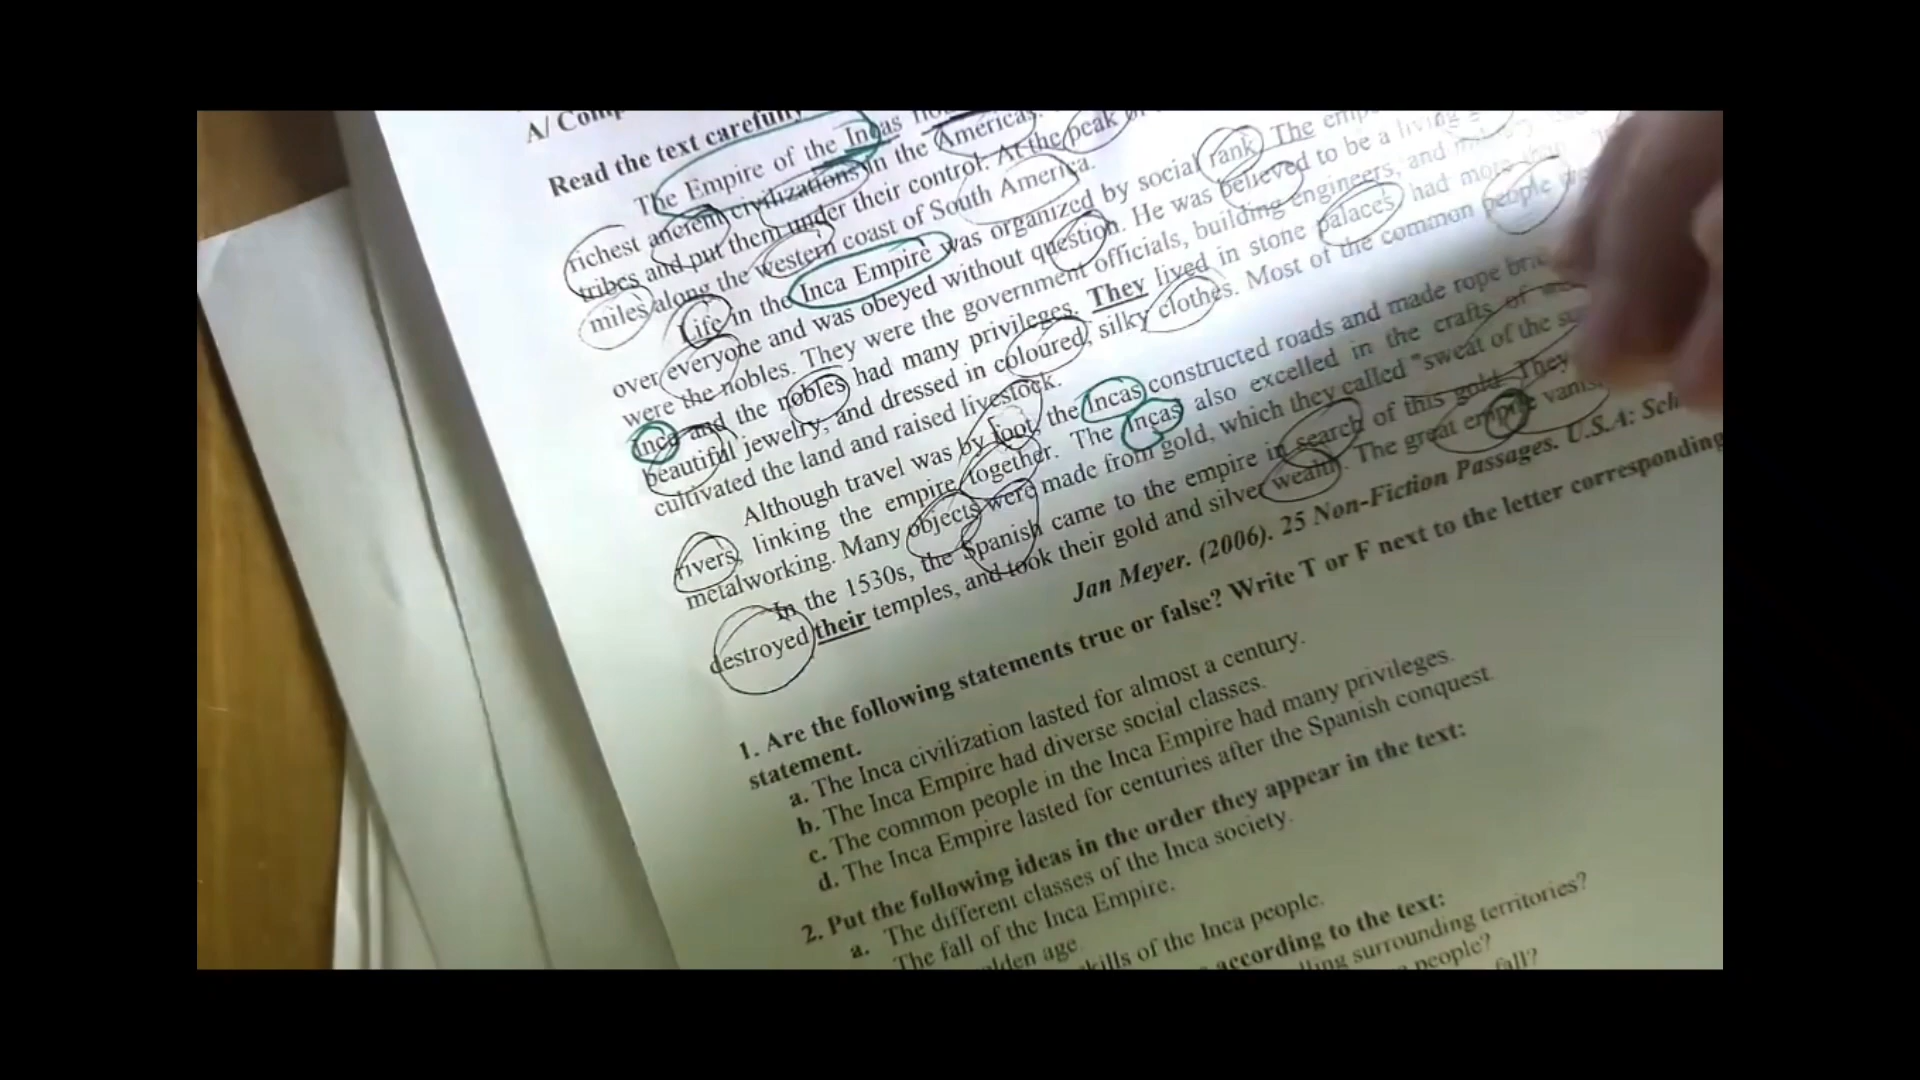 A/ Comp
Read the text carefully
The Empire of the Incas
richest ancient civilizations in the Americas. At the peak
tribes and put them under their control.
miles along the western coast of South America.
Life in the Inca Empire was organized by social rank. The emp
over everyone and was obeyed without question. He was believed to be a living
were the nobles. They were the government officials, building engineers, and
Inca and the nobles had many privileges. They lived in stone palaces had more than
beautiful jewelry, and dressed in coloured, silky clothes. Most of the common people
cultivated the land and raised livestock.
Although travel was by foot, the Incas constructed roads and made rope
rivers, linking the empire together. The Incas also excelled in the crafts of
metalworking. Many objects were made from gold, which they called "sweat of the
In the 1530s, the Spanish came to the empire in search of this gold. They
destroyed their temples, and took their gold and silver wealth. The great empire
Jan Meyer. (2006). 25 Non-Fiction Passages. U.S.A: Sch
1. Are the following statements true or false? Write T or F next to the letter corresponding
statement.
a. The Inca civilization lasted for almost a century.
b. The Inca Empire had diverse social classes.
c. The common people in the Inca Empire had many privileges.
d. The Inca Empire lasted for centuries after the Spanish conquest
2. Put the following ideas in the order they appear in the text:
a. The different classes of the Inca society.
The fall of the Inca Empire.
lden age
kills of the Inca people.
according to the text:
lling surrounding territories?
people?
fall?